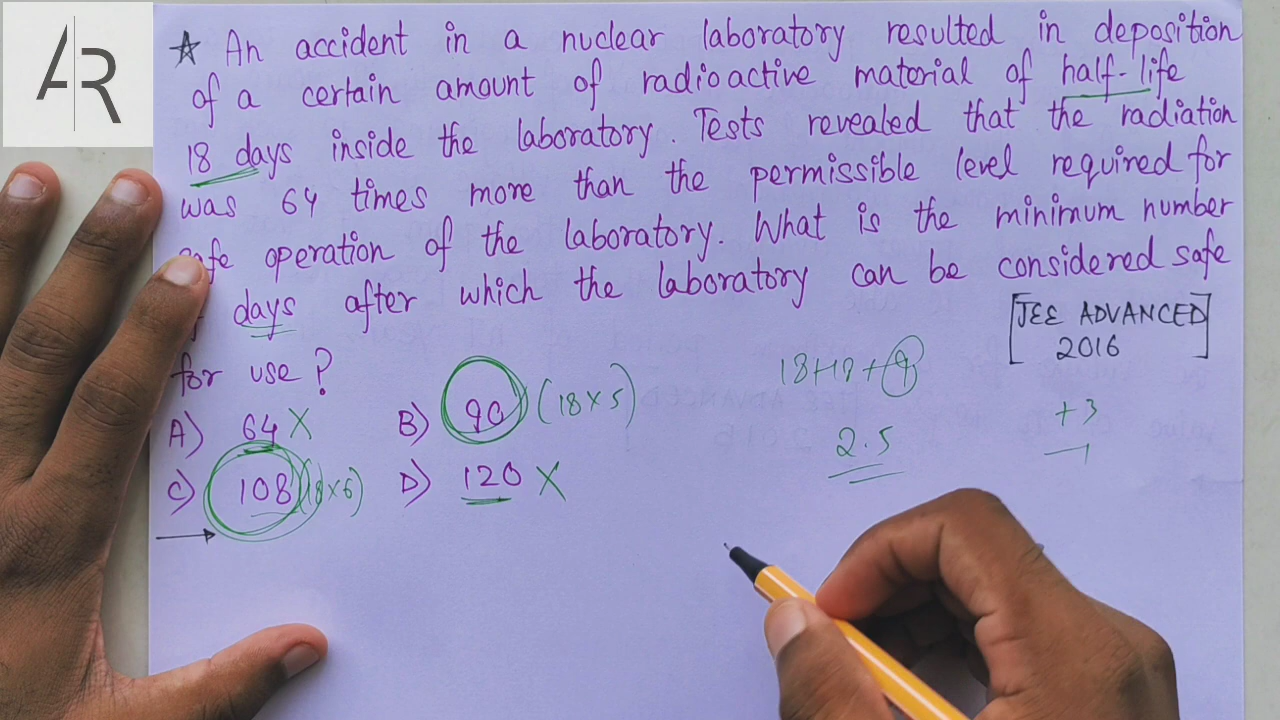 AR
☆ An accident in a nuclear laboratory resulted in deposition
of a certain amount of radioactive material of half-life
18 days inside the laboratory. Tests revealed that the radiation
was 64 times more than the permissible level required for
safe operation of the laboratory. What is the minimum number
days after which the laboratory can be considered safe
for use?
[JEE ADVANCED
2016]
18+18+9
+3
-1
2.5
A) 64 X B) 90 (18×5)
C) 108 (18×6) D) 120 X